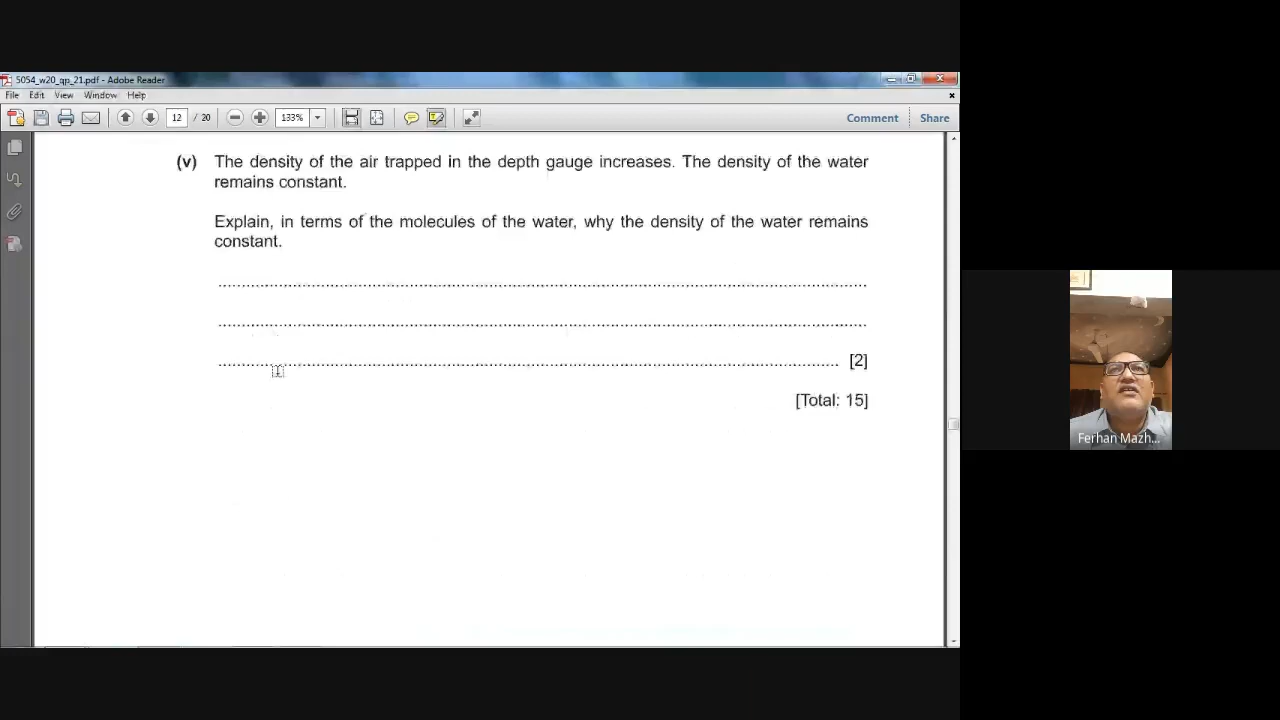 5054_w20_qp_21.pdf - Adobe Reader
File Edit View Window Help
12 / 20 133% Comment Share
(v) The density of the air trapped in the depth gauge increases. The density of the water
remains constant.
Explain, in terms of the molecules of the water, why the density of the water remains
constant.
[2]
[Total: 15]
Ferhan Mazh...